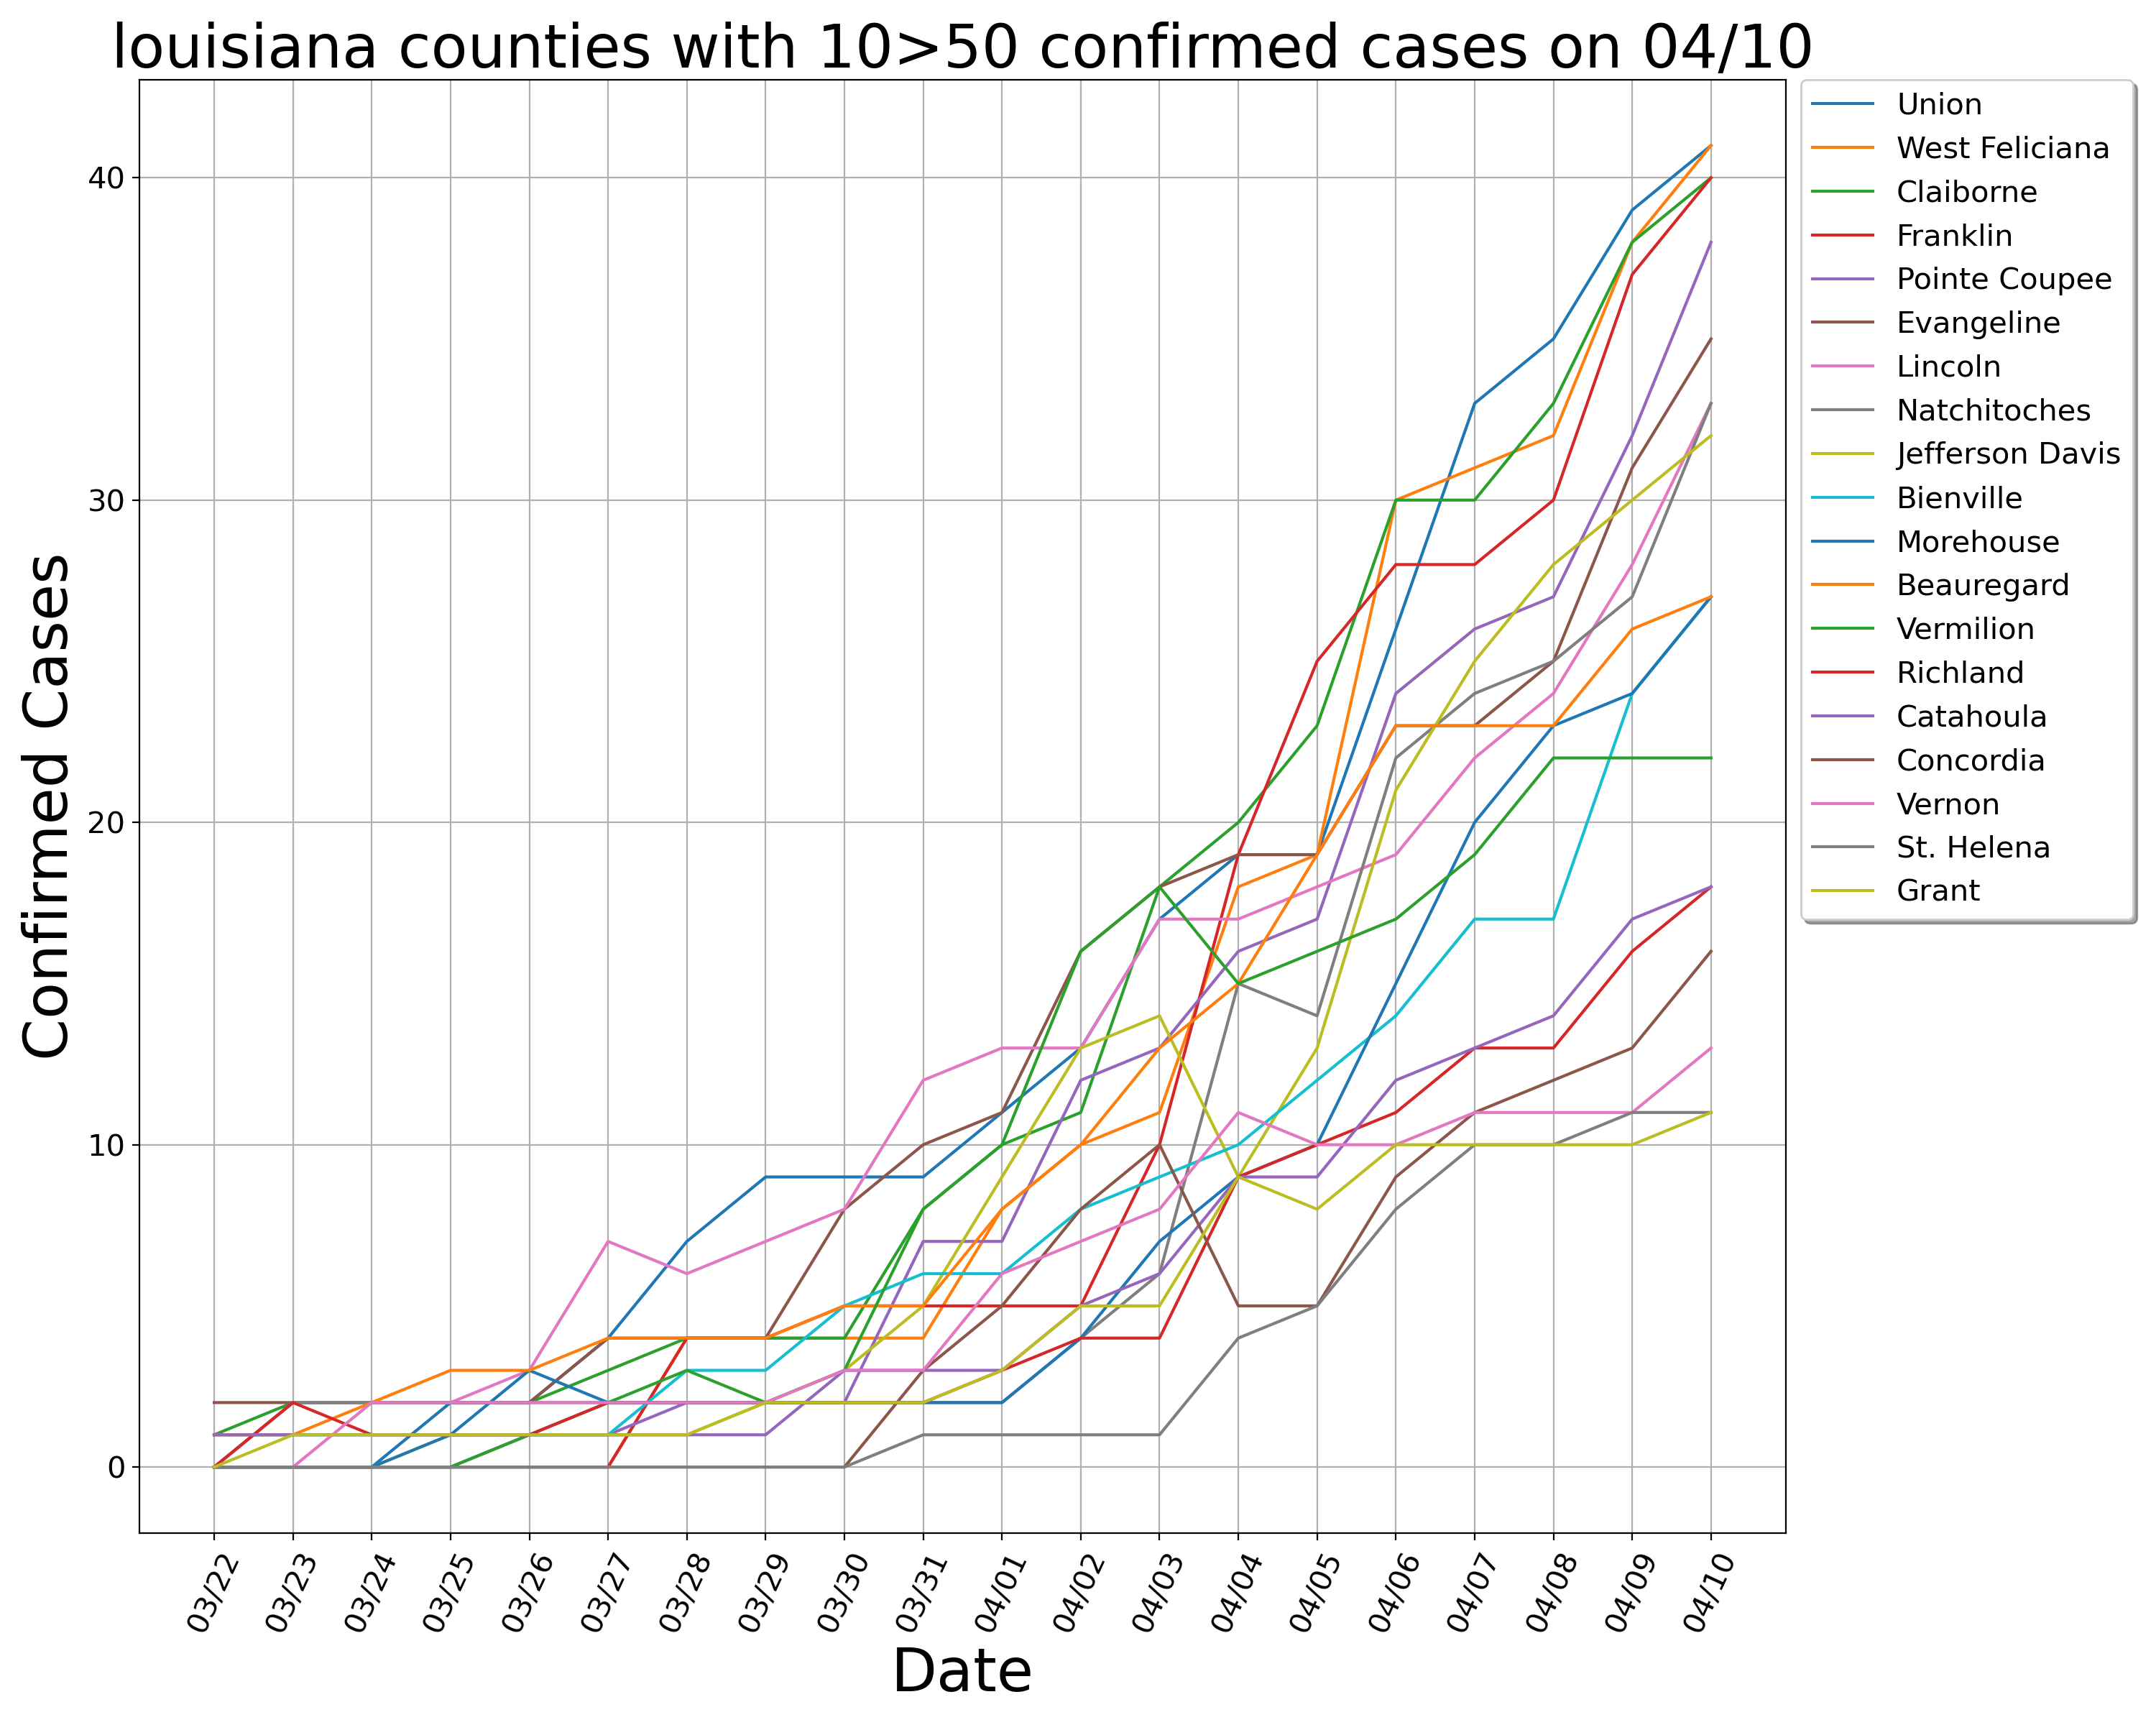 louisiana counties with 10>50 confirmed cases on 04/10
Union
West Feliciana
Claiborne
Franklin
Pointe Coupee
Evangeline
Lincoln
Natchitoches
Jefferson Davis
Bienville
Morehouse
Beauregard
Vermilion
Richland
Catahoula
Concordia
Vernon
St. Helena
Grant
Confirmed Cases
40
30
20
10
0
03/22 03/23 03/24 03/25 03/26 03/27 03/28 03/29 03/30 03/31 04/01 04/02 04/03 04/04 04/05 04/06 04/07 04/08 04/09 04/10
Date